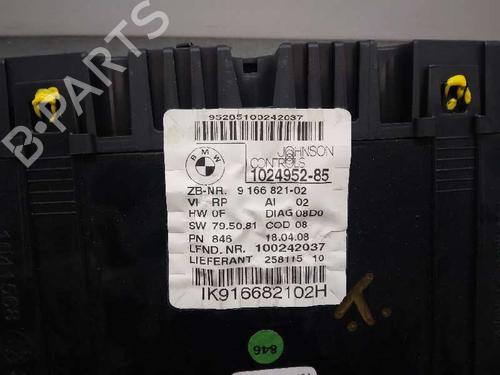 95205100242037
BMW
JOHNSON
CONTROLS
1024952-85
ZB-NR. 9 166 821-02
VI RP AI 02
HW 0F DIAG 08D0
SW 79.50.81 COD 08
PN 846 18.04.08
LFND. NR. 100242037
LIEFERANT 258115 10
IK916682102H
846
B-PARTS